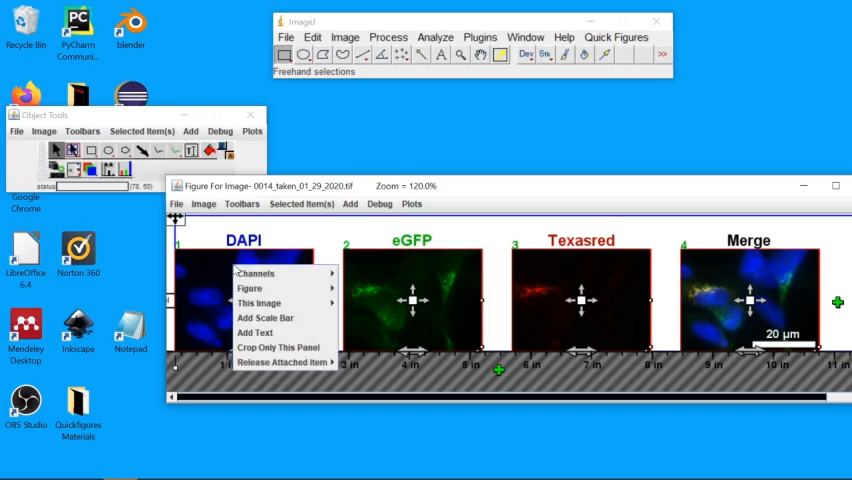 Recycle Bin
PyCharm
Communi...
blender
ImageJ
File Edit Image Process Analyze Plugins Window Help Quick Figures
A Dev Stk >>
Freehand selections
Object Tools
File Image Toolbars Selected Item(s) Add Debug Plots
T
status (78, 60)
Google
Chrome
Figure For Image- 0014_taken_01_29_2020.tif Zoom = 120.0%
File Image Toolbars Selected Item(s) Add Debug Plots
1 DAPI 2 eGFP 3 Texasred 4 Merge
Channels
Figure
This Image
Add Scale Bar
Add Text
Crop Only This Panel
Release Attached Item
20 µm
3 in 4 in 5 in 6 in 7 in 8 in 9 in 10 in 11 in
LibreOffice
6.4
Norton 360
Mendeley
Desktop
Inkscape
Notepad
OBS Studio
Quickfigures
Materials